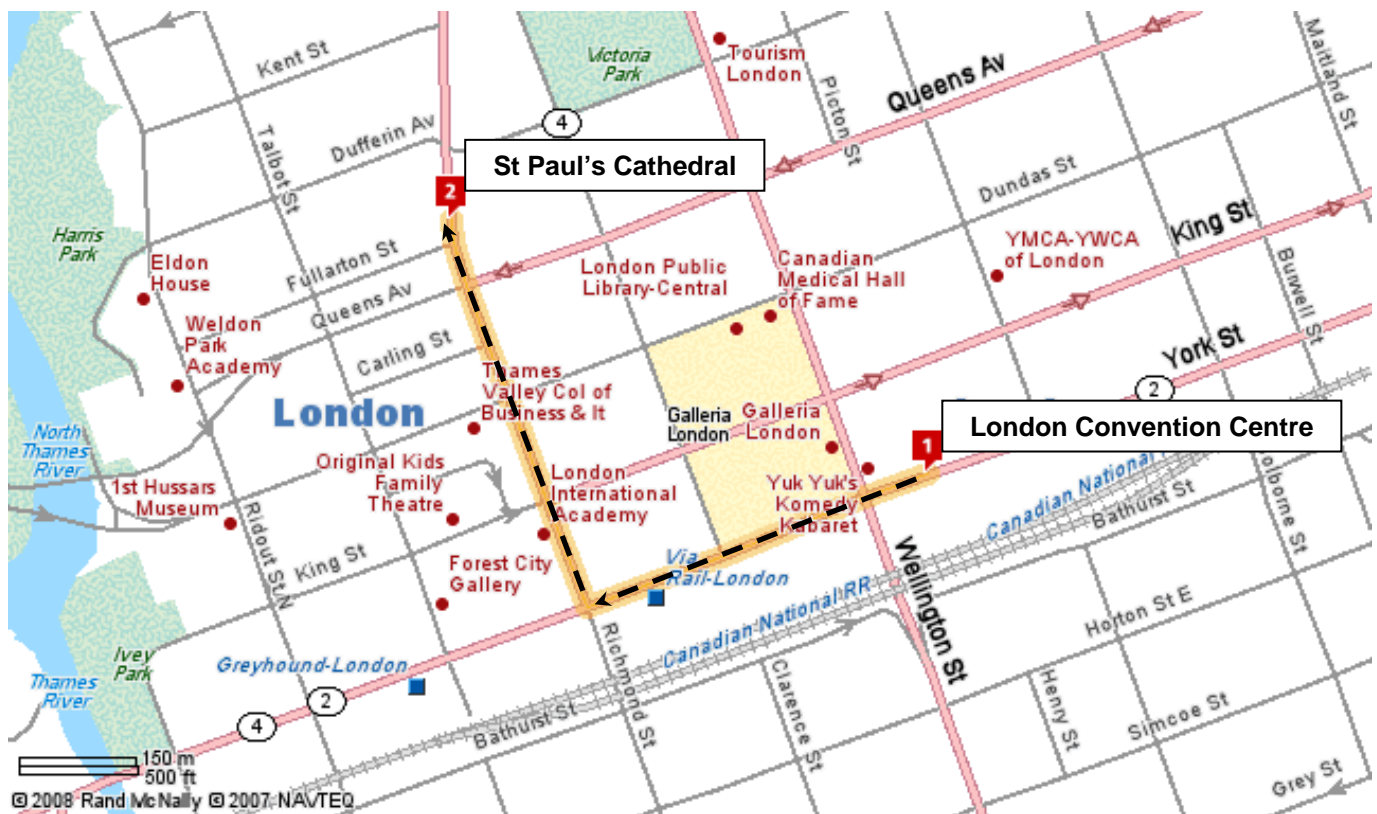 Kent St
Victoria
Park
Tourism
London
Picton St
Queens Av
Maitland St
Talbot St
Dufferin Av
4
St Paul's Cathedral
2
Dundas St
King St
Harris
Park
Eldon
House
Fullarton St
Queens Av
London Public
Library-Central
Canadian
Medical Hall
of Fame
YMCA-YWCA
of London
Burwell St
Weldon
Park
Academy
Carling St
York St
2
London
Thames
Valley Col of
Business & It
Galleria
London
Galleria
London
1
London Convention Centre
North
Thames
River
Original Kids
Family
Theatre
London
International
Academy
Yuk Yuk's
Komedy
Kabaret
Canadian National
Bathurst St
olborne St
1st Hussars
Museum
Ridout St N
King St
Forest City
Gallery
Via
Rail-London
Wellington St
Canadian National RR
Horton St E
Ivey
Park
Greyhound-London
Richmond St
Clarence St
Henry St
Simcoe St
Thames
River
2
4
Bathurst St
Grey St
150 m
500 ft
© 2008 Rand McNally © 2007 NAVTEQ